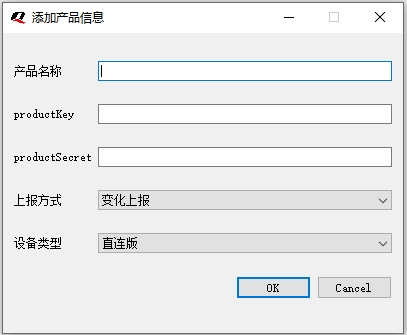 添加产品信息
产品名称
productKey
productSecret
上报方式 变化上报
设备类型 直连版
OK Cancel